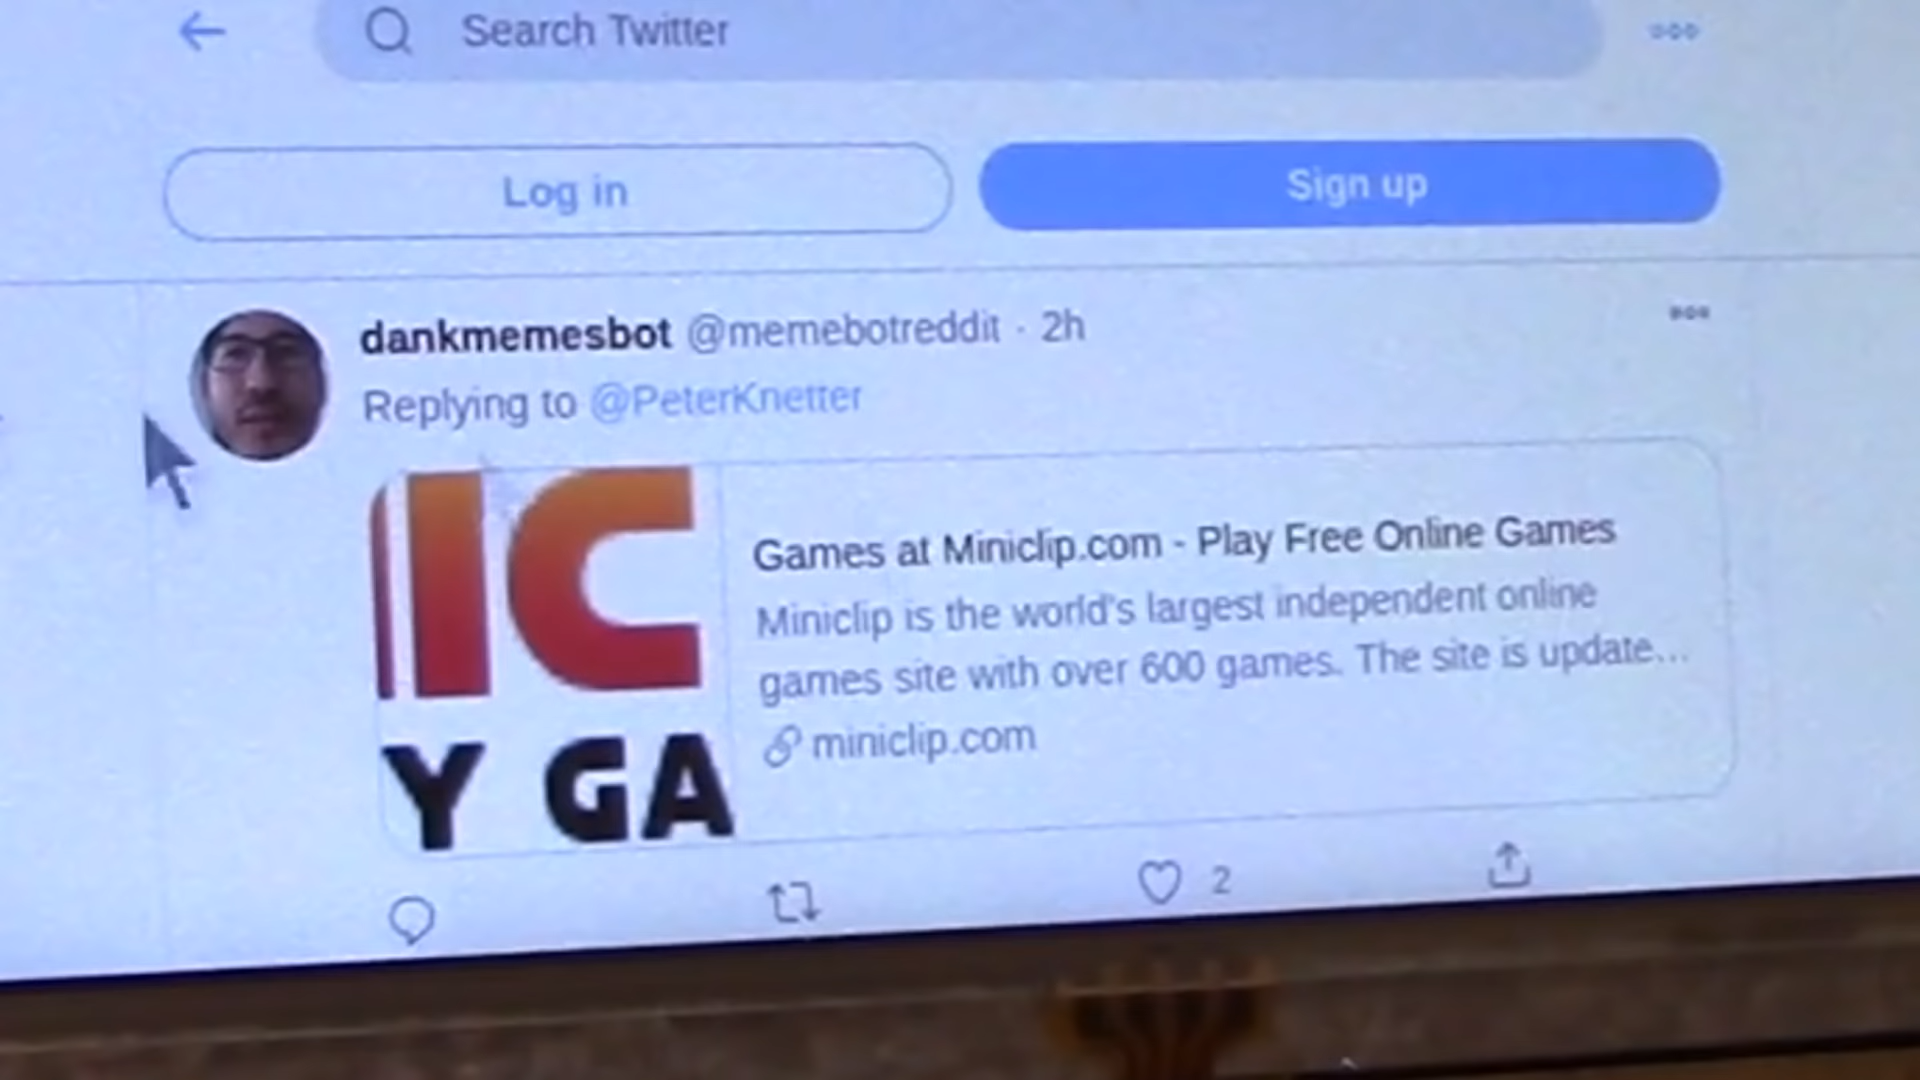 Search Twitter
Log in
Sign up
dankmemesbot @memebotreddit · 2h
Replying to @PeterKnetter
IC
Y GA
Games at Miniclip.com - Play Free Online Games
Miniclip is the world's largest independent online
games site with over 600 games. The site is update...
miniclip.com
2